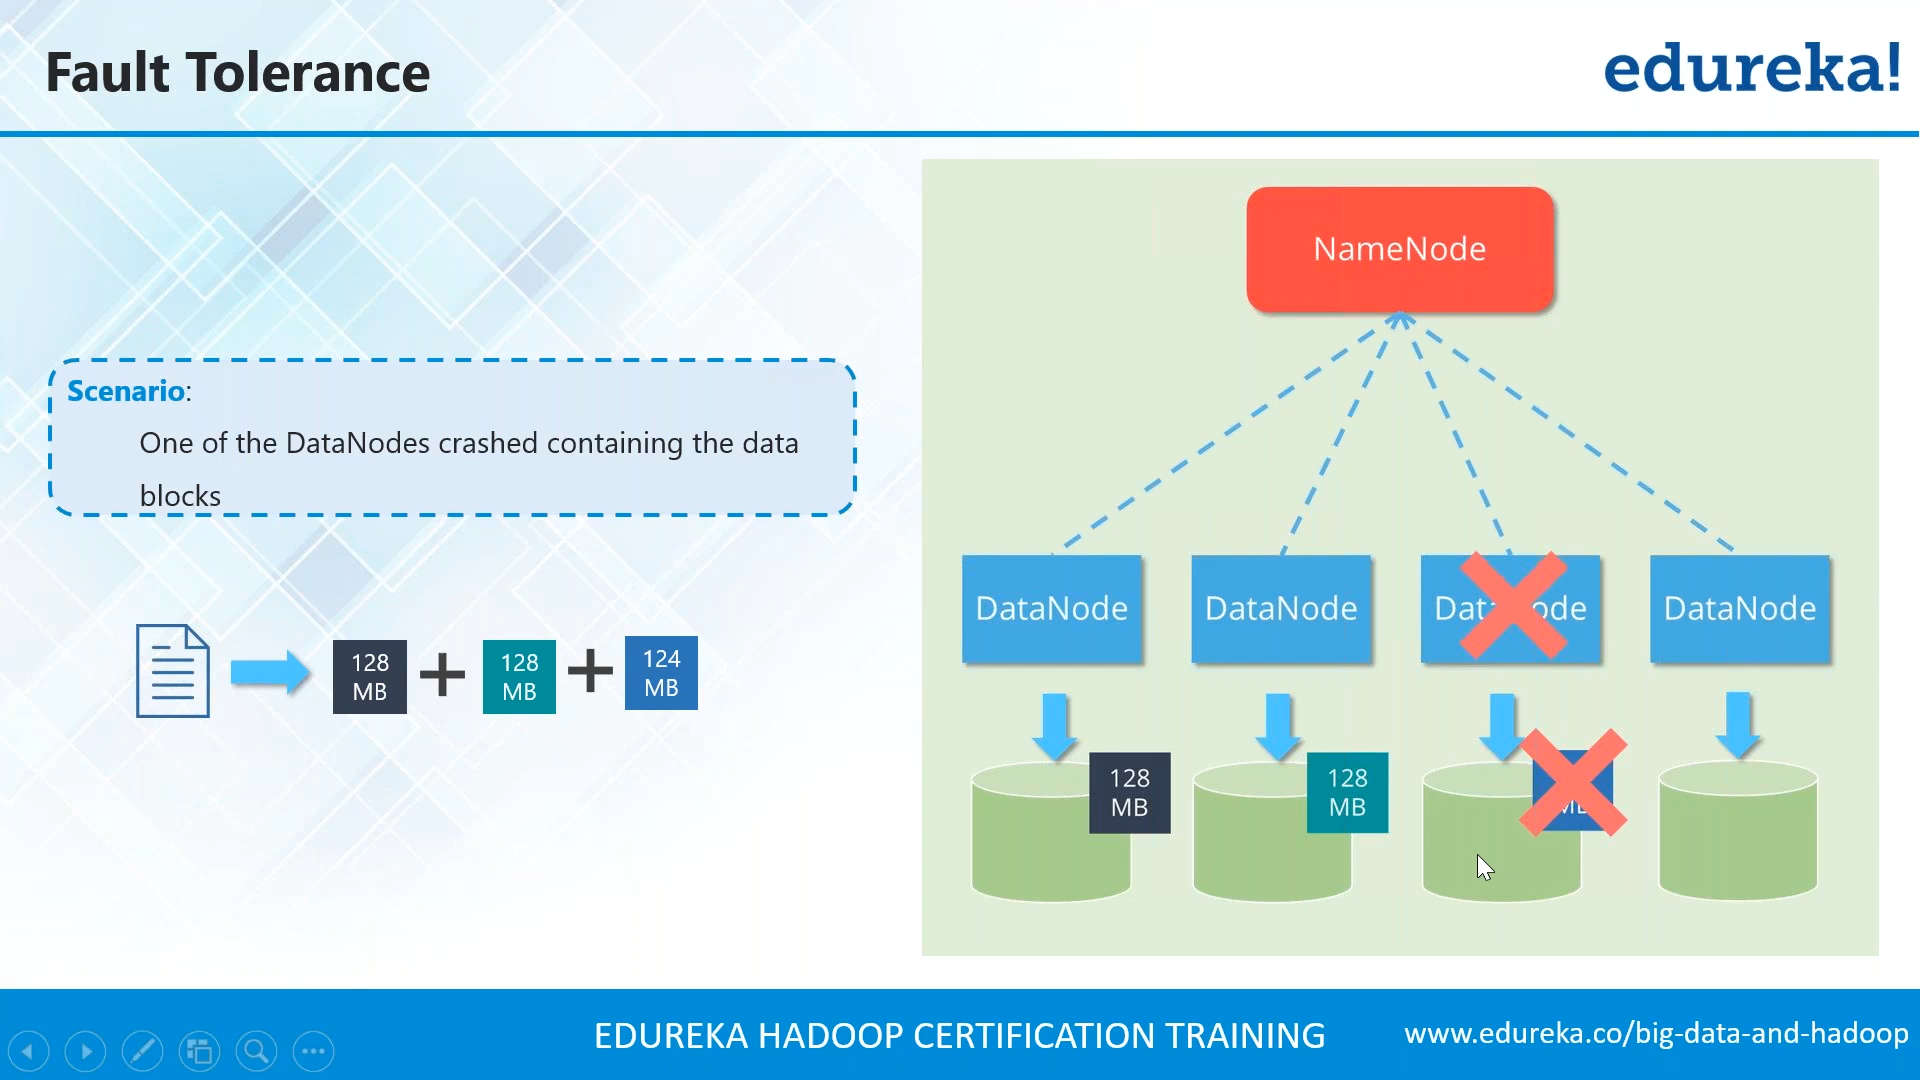 Fault Tolerance
edureka!
Scenario:
One of the DataNodes crashed containing the data
blocks
128
MB
128
MB
124
MB
NameNode
DataNode
DataNode
DataNode
DataNode
128
MB
128
MB
MB
EDUREKA HADOOP CERTIFICATION TRAINING
www.edureka.co/big-data-and-hadoop